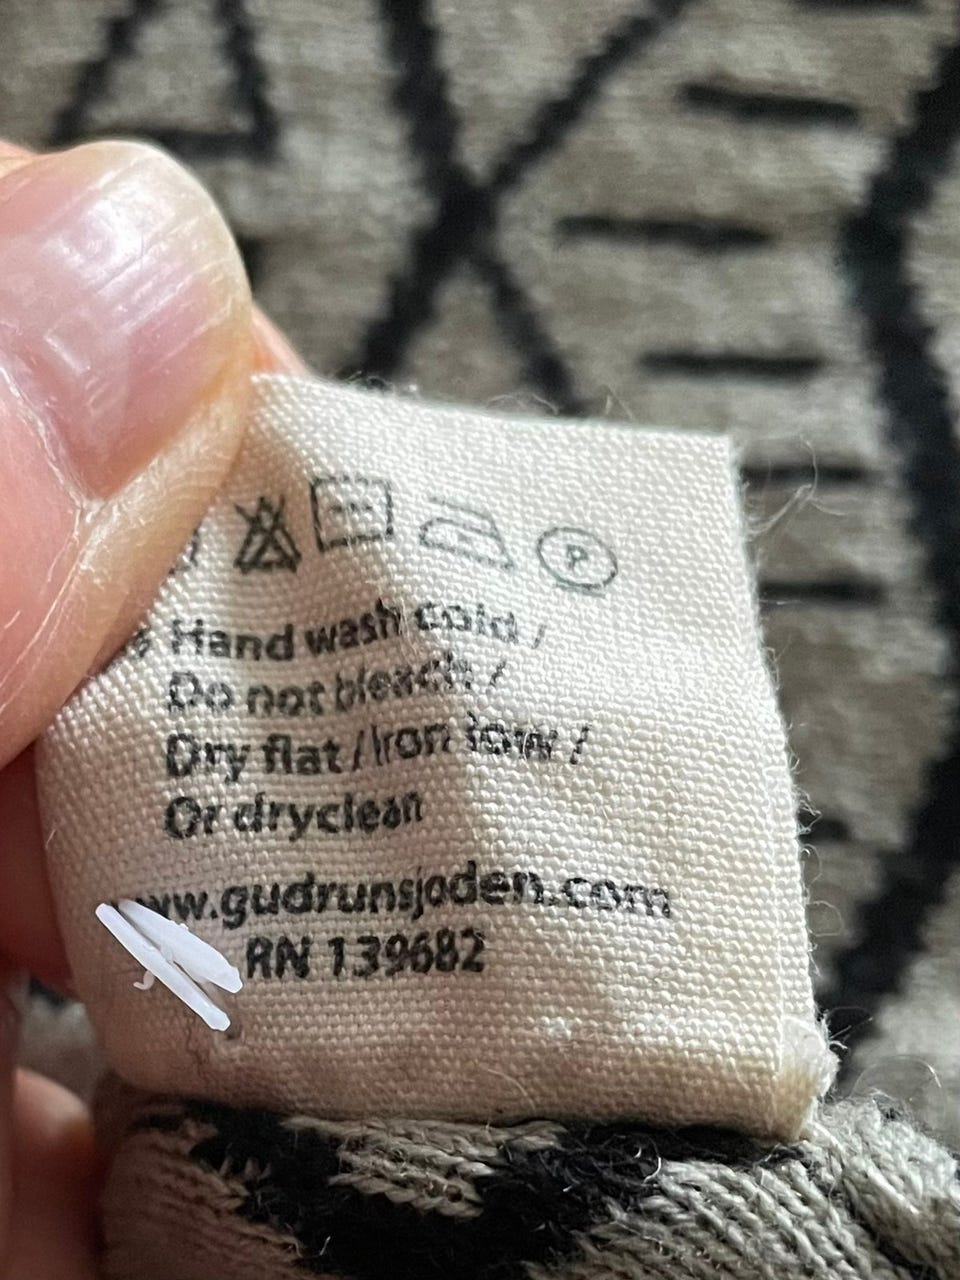 P
Hand wash cold /
Do not bleach /
Dry flat / Iron low /
Or dryclean
www.gudrunsjoden.com
RN 139682